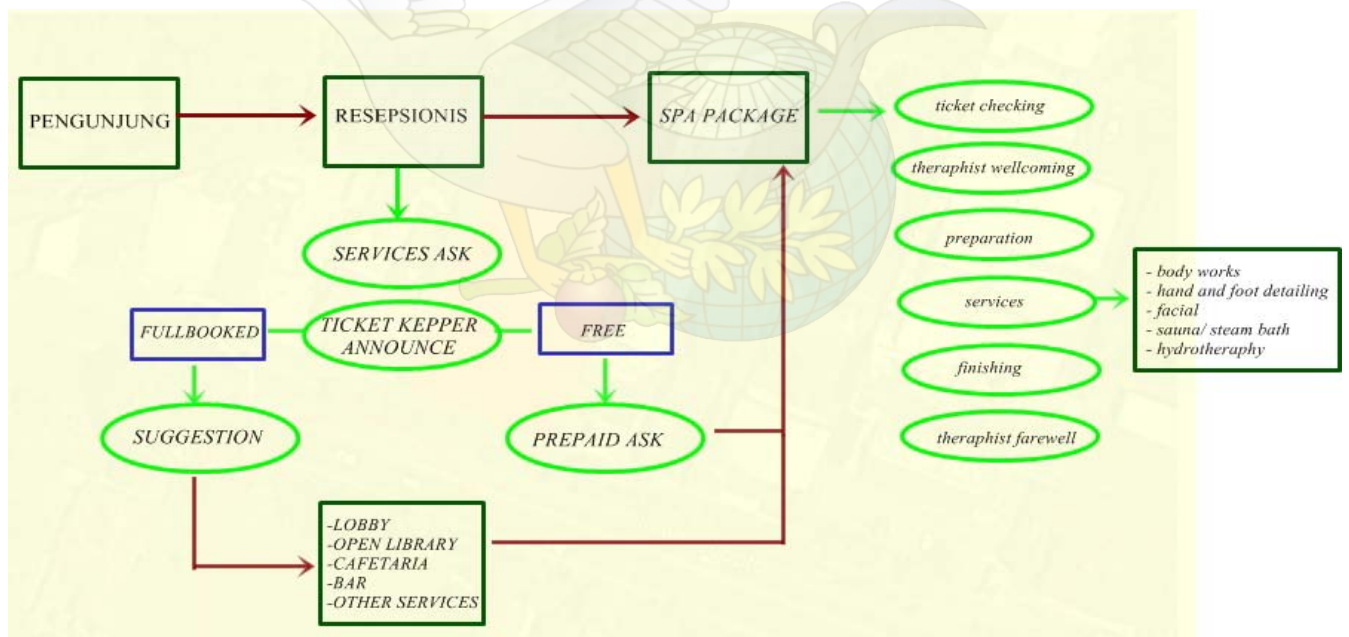 PENGUNJUNG
RESEPSIONIS
SPA PACKAGE
ticket checking
theraphist wellcoming
preparation
services
finishing
theraphist farewell
- body works
- hand and foot detailing
- facial
- sauna/ steam bath
- hydrotheraphy
SERVICES ASK
FULLBOOKED
TICKET KEPPER
ANNOUNCE
FREE
SUGGESTION
PREPAID ASK
-LOBBY
-OPEN LIBRARY
-CAFETARIA
-BAR
-OTHER SERVICES